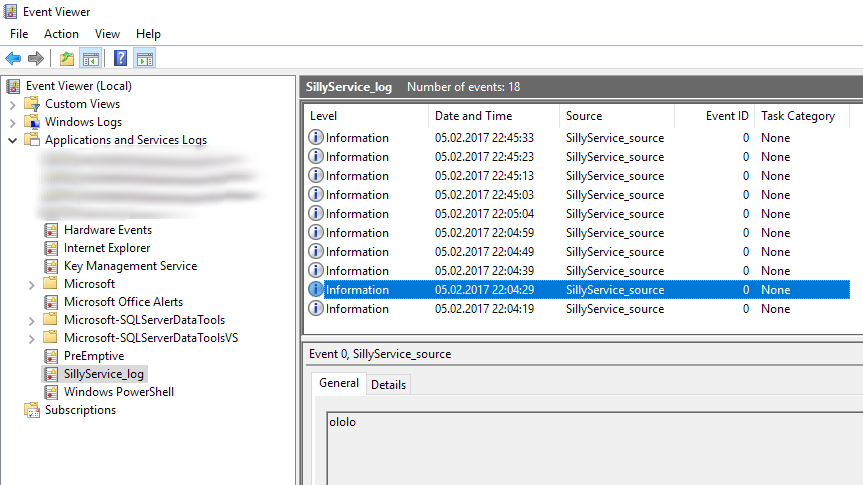 Event Viewer
File Action View Help
Event Viewer (Local)
Custom Views
Windows Logs
Applications and Services Logs
Hardware Events
Internet Explorer
Key Management Service
Microsoft
Microsoft Office Alerts
Microsoft-SQLServerDataTools
Microsoft-SQLServerDataToolsVS
PreEmptive
SillyService_log
Windows PowerShell
Subscriptions
SillyService_log Number of events: 18
Level Date and Time Source Event ID Task Category
Information 05.02.2017 22:45:33 SillyService_source 0 None
Information 05.02.2017 22:45:23 SillyService_source 0 None
Information 05.02.2017 22:45:13 SillyService_source 0 None
Information 05.02.2017 22:45:03 SillyService_source 0 None
Information 05.02.2017 22:05:04 SillyService_source 0 None
Information 05.02.2017 22:04:59 SillyService_source 0 None
Information 05.02.2017 22:04:49 SillyService_source 0 None
Information 05.02.2017 22:04:39 SillyService_source 0 None
Information 05.02.2017 22:04:29 SillyService_source 0 None
Information 05.02.2017 22:04:19 SillyService_source 0 None
Event 0, SillyService_source
General Details
ololo